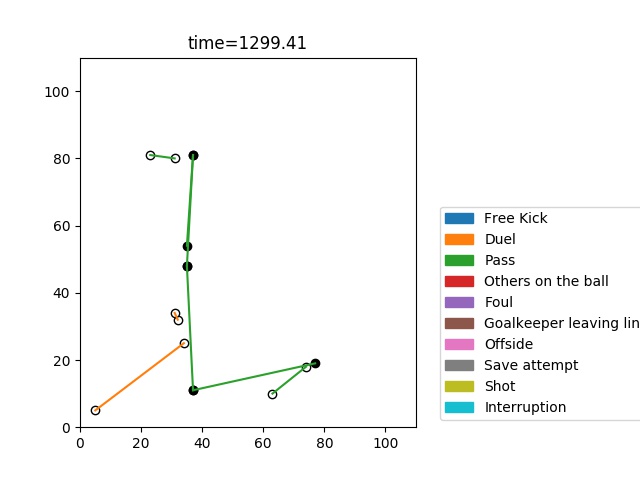 time=1299.41
100
80
60
40
20
0
0 20 40 60 80 100
Free Kick
Duel
Pass
Others on the ball
Foul
Goalkeeper leaving lin
Offside
Save attempt
Shot
Interruption